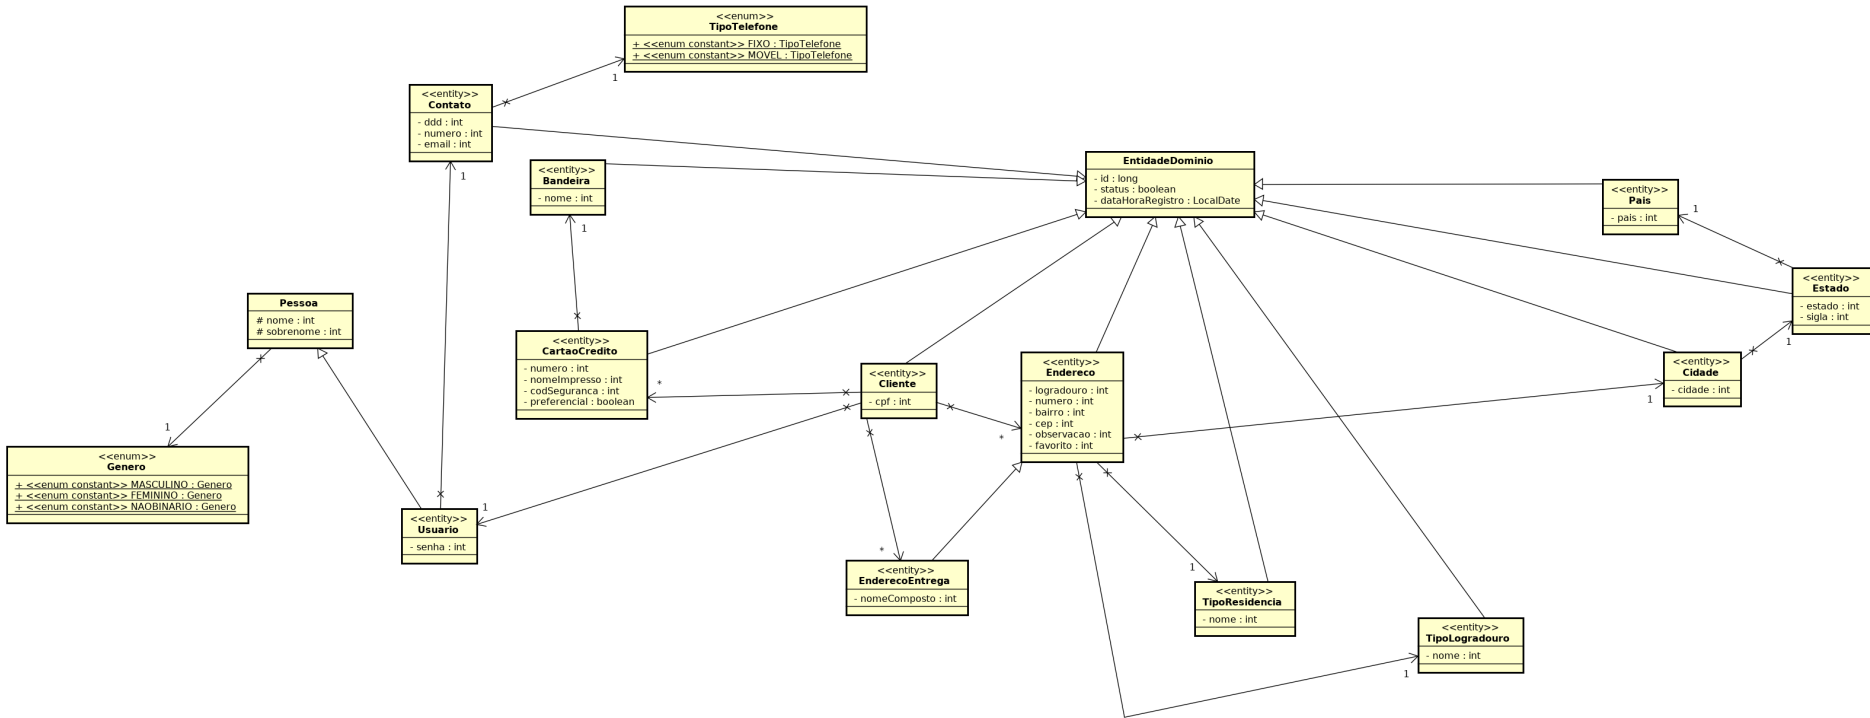 <<enum>>
TipoTelefone
+ <<enum constant>> FIXO : TipoTelefone
+ <<enum constant>> MOVEL : TipoTelefone
1
<<entity>>
Contato
- ddd : int
- numero : int
- email : int
1
<<entity>>
Bandeira
- nome : int
1
EntidadeDominio
- id : long
- status : boolean
- dataHoraRegistro : LocalDate
<<entity>>
Pais
- pais : int
1
<<entity>>
Estado
- estado : int
- sigla : int
1
Pessoa
# nome : int
# sobrenome : int
<<entity>>
CartaoCredito
- numero : int
- nomeImpresso : int
- codSeguranca : int
- preferencial : boolean
*
<<entity>>
Cliente
- cpf : int
<<entity>>
Endereco
- logradouro : int
- numero : int
- bairro : int
- cep : int
- observacao : int
- favorito : int
*
<<entity>>
Cidade
- cidade : int
1
1
<<enum>>
Genero
+ <<enum constant>> MASCULINO : Genero
+ <<enum constant>> FEMININO : Genero
+ <<enum constant>> NAOBINARIO : Genero
<<entity>>
Usuario
- senha : int
1
*
<<entity>>
EnderecoEntrega
- nomeComposto : int
1
<<entity>>
TipoResidencia
- nome : int
<<entity>>
TipoLogradouro
- nome : int
1